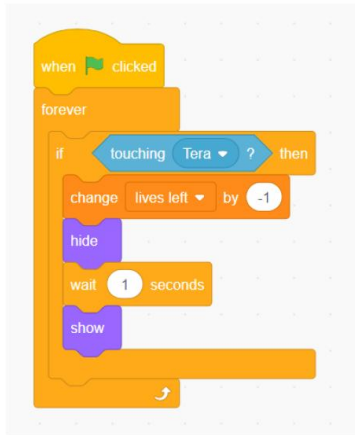 when clicked
forever
if touching Tera ? then
change lives left by -1
hide
wait 1 seconds
show